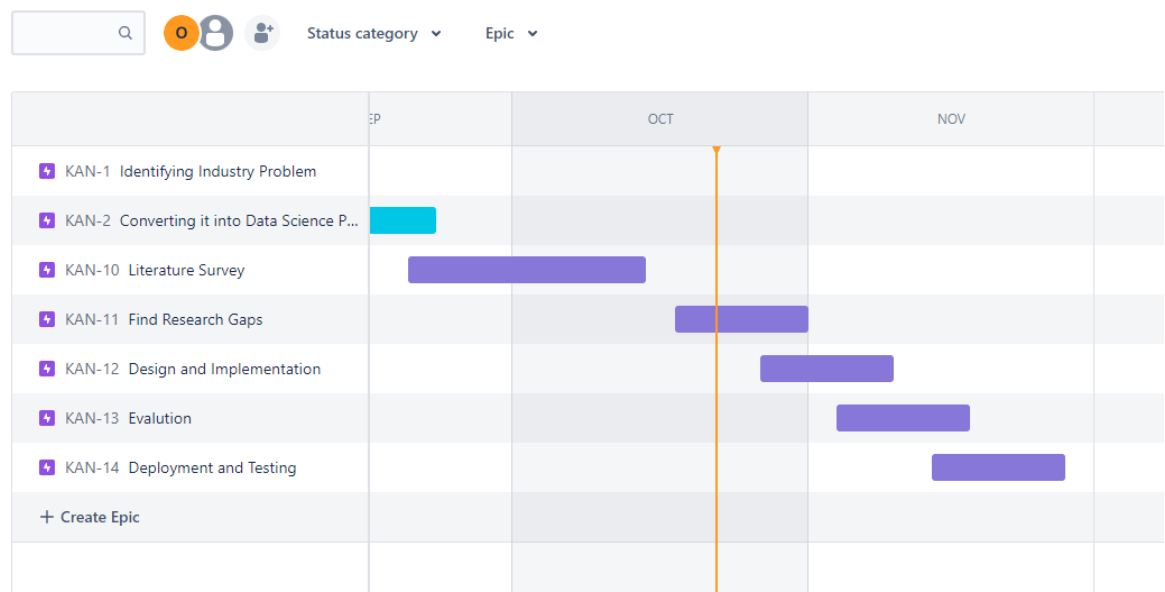 O
Status category
Epic
EP
OCT
NOV
KAN-1 Identifying Industry Problem
KAN-2 Converting it into Data Science P...
KAN-10 Literature Survey
KAN-11 Find Research Gaps
KAN-12 Design and Implementation
KAN-13 Evalution
KAN-14 Deployment and Testing
+ Create Epic